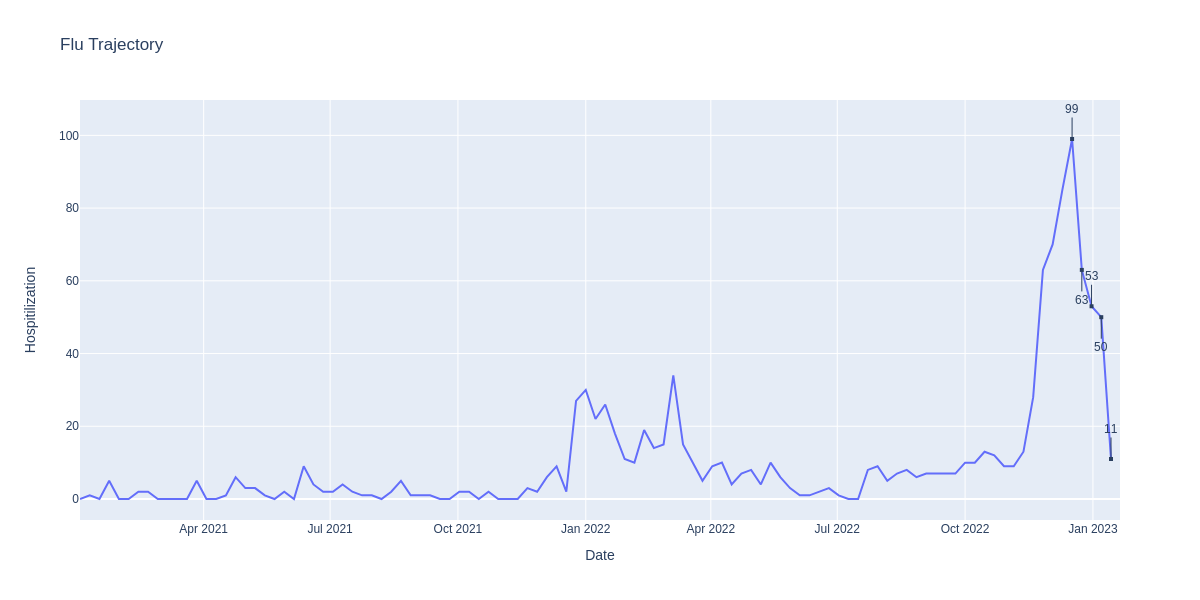 Flu Trajectory
99
100
80
60
40
20
0
Hospitilization
53
63
50
11
Apr 2021
Jul 2021
Oct 2021
Jan 2022
Apr 2022
Jul 2022
Oct 2022
Jan 2023
Date